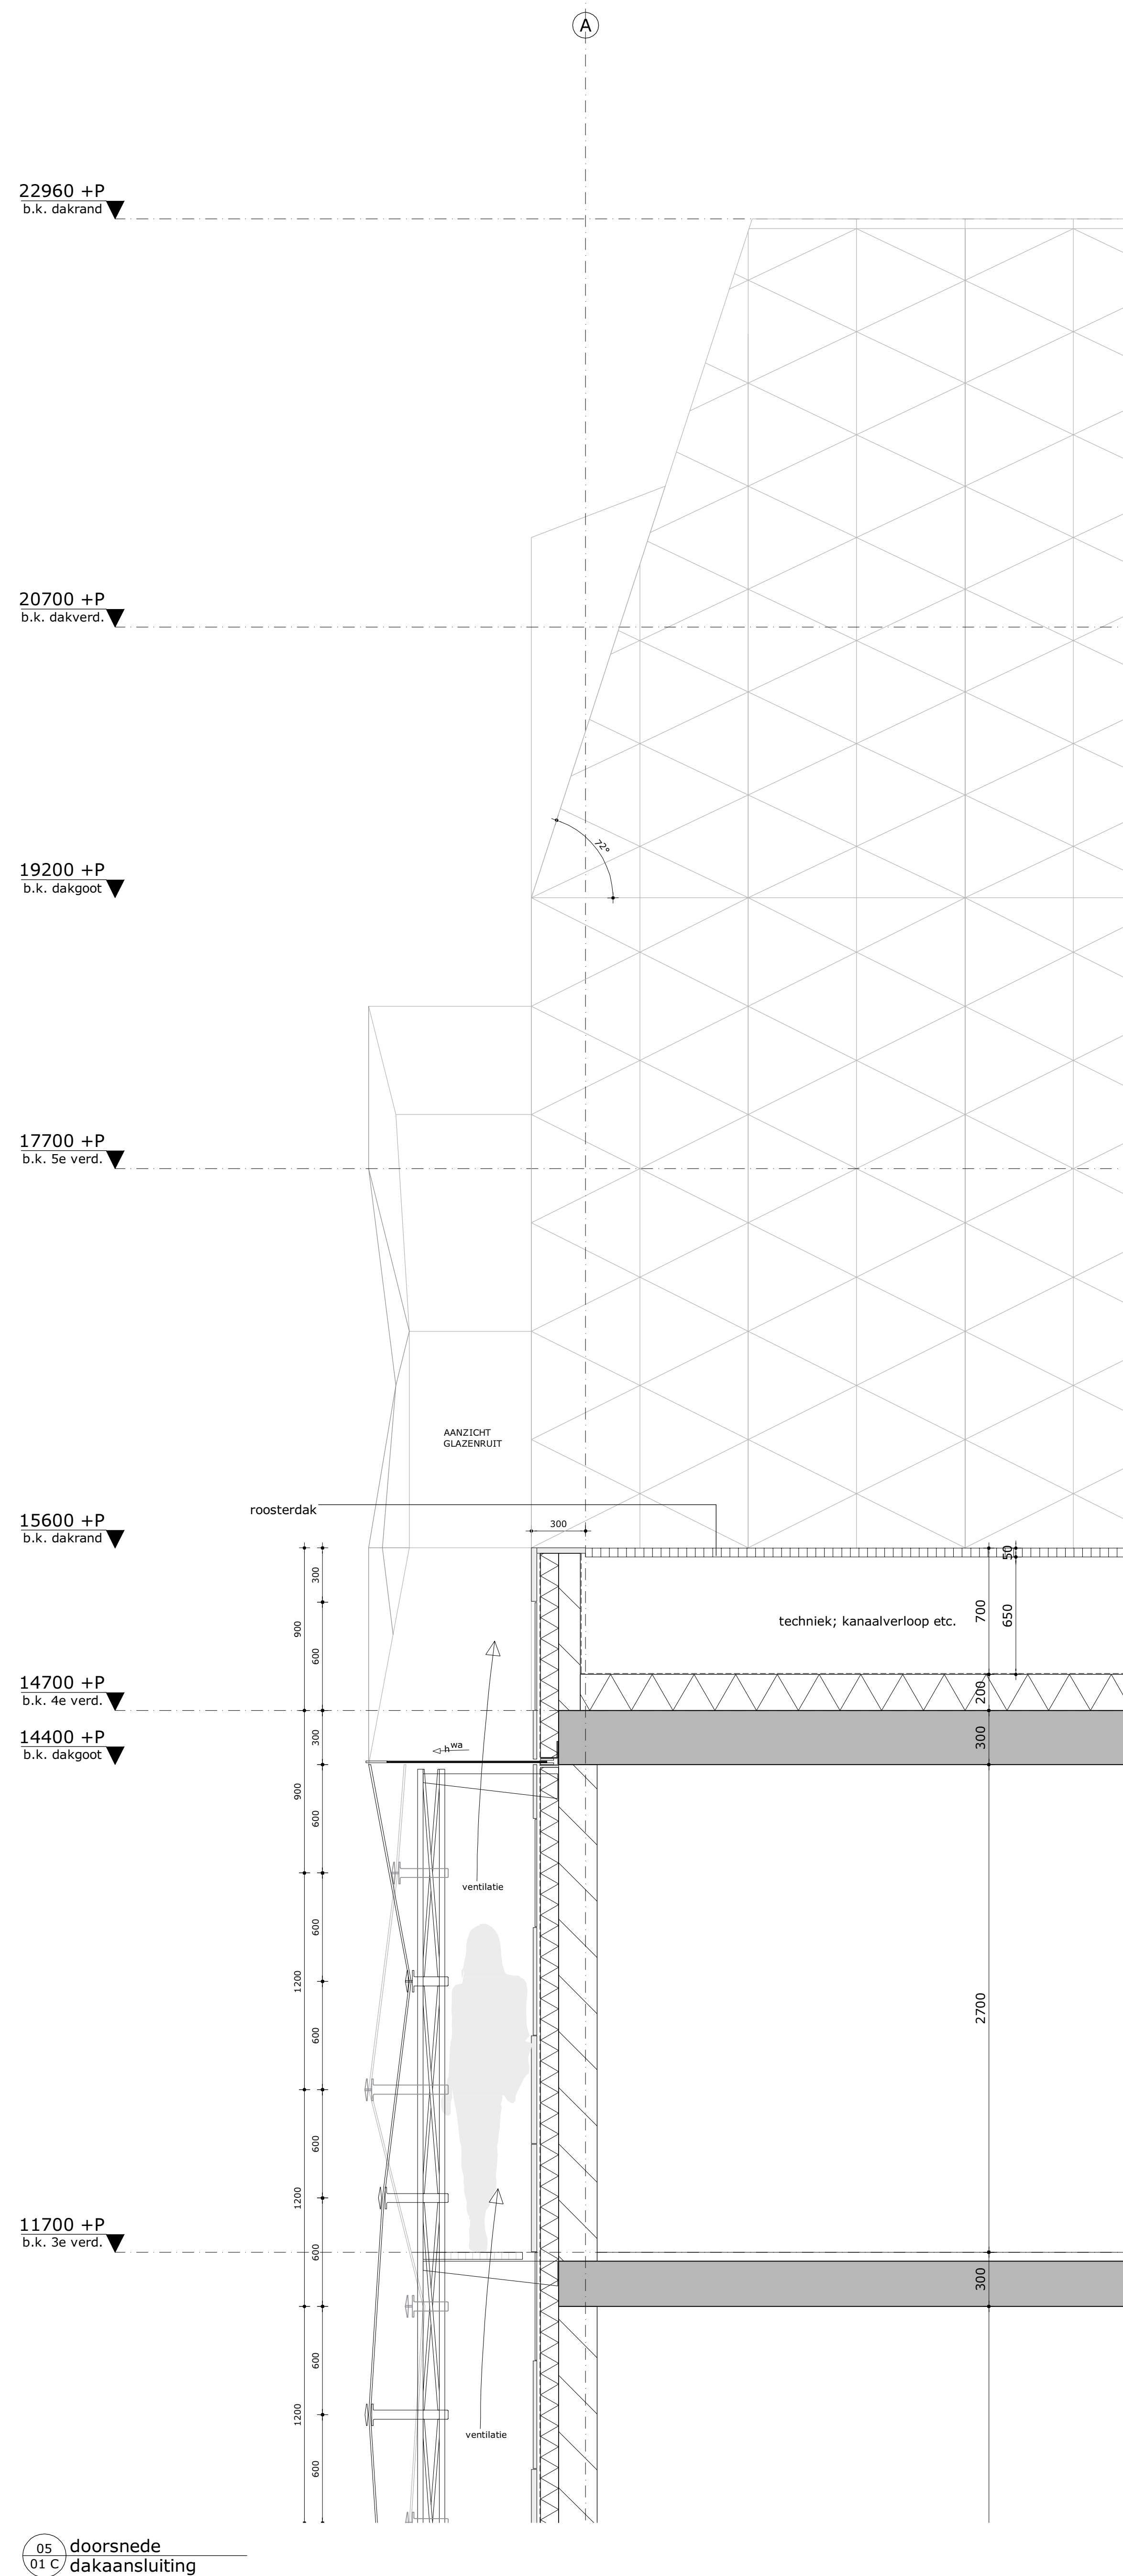 A
22960 +P
b.k. dakrand
20700 +P
b.k. dakverd.
72°
19200 +P
b.k. dakgoot
17700 +P
b.k. 5e verd.
AANZICHT
GLAZENRUIT
roosterdak
300
15600 +P
b.k. dakrand
50
300
700
650
techniek; kanaalverloop etc.
900
600
14700 +P
b.k. 4e verd.
200
300
300
14400 +P
b.k. dakgoot
hwa
900
600
ventilatie
600
1200
2700
600
600
1200
11700 +P
b.k. 3e verd.
600
300
600
1200
ventilatie
600
05
01 C
doorsnede
dakaansluiting